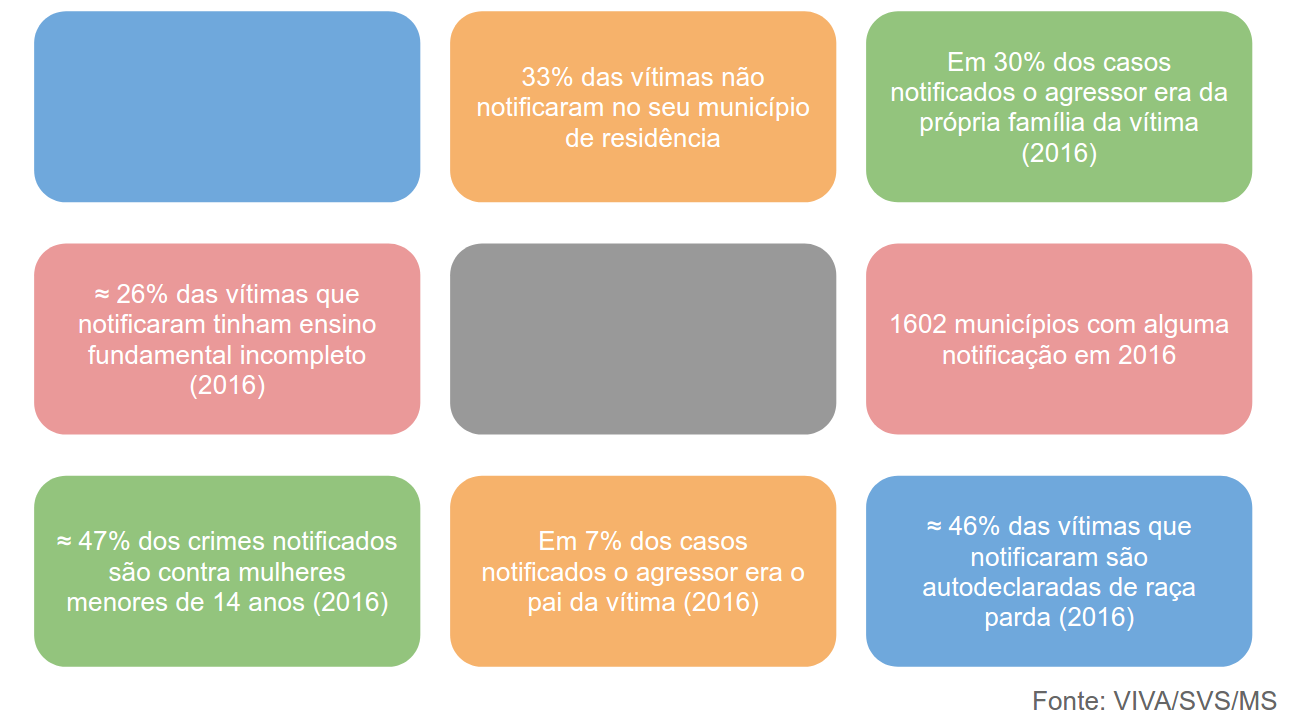 33% das vítimas não
notificaram no seu município
de residência
Em 30% dos casos
notificados o agressor era da
própria família da vítima
(2016)
≈ 26% das vítimas que
notificaram tinham ensino
fundamental incompleto
(2016)
1602 municípios com alguma
notificação em 2016
≈ 47% dos crimes notificados
são contra mulheres
menores de 14 anos (2016)
Em 7% dos casos
notificados o agressor era o
pai da vítima (2016)
≈ 46% das vítimas que
notificaram são
autodeclaradas de raça
parda (2016)
Fonte: VIVA/SVS/MS